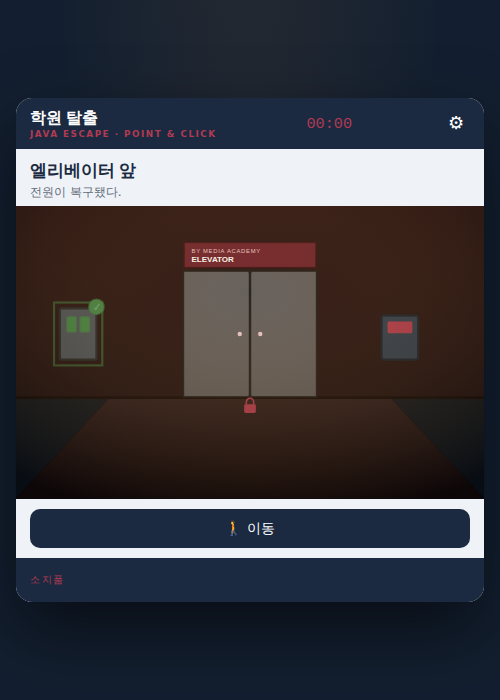 학원 탈출
JAVA ESCAPE · POINT & CLICK
00:00
엘리베이터 앞
전원이 복구됐다.
BY MEDIA ACADEMY
ELEVATOR
이동
소지품